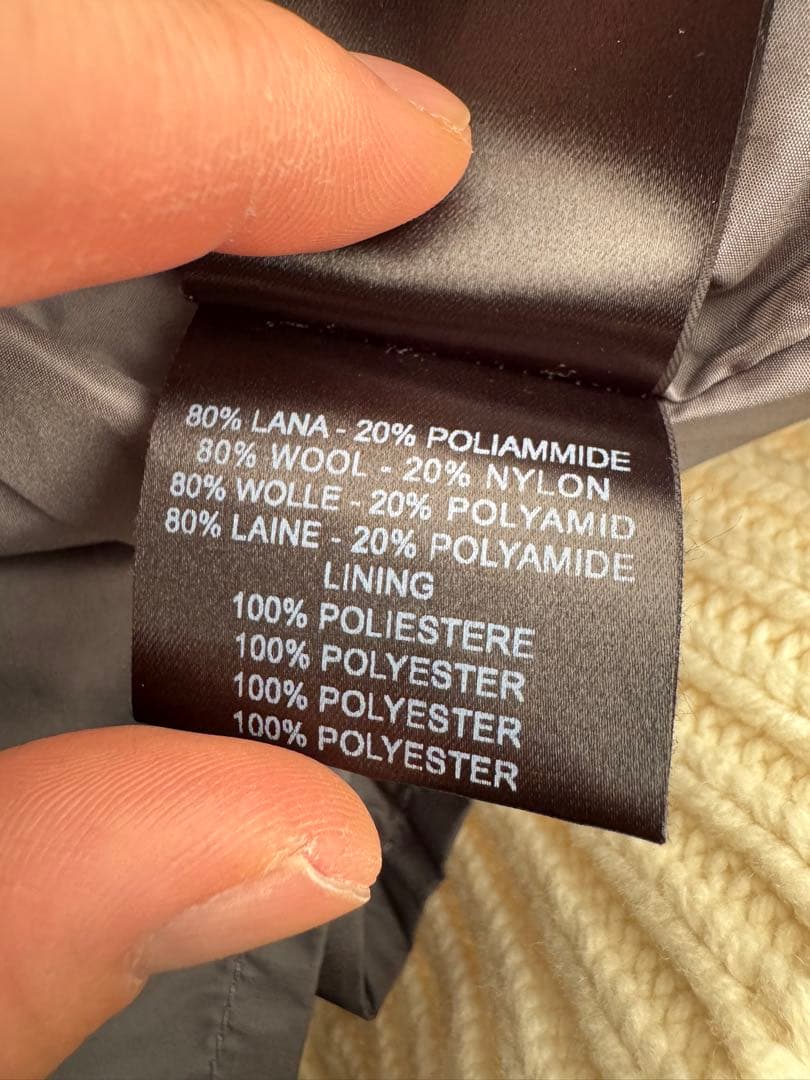 80% LANA - 20% POLIAMMIDE
80% WOOL - 20% NYLON
80% WOLLE - 20% POLYAMID
80% LAINE - 20% POLYAMIDE
LINING
100% POLIESTERE
100% POLYESTER
100% POLYESTER
100% POLYESTER